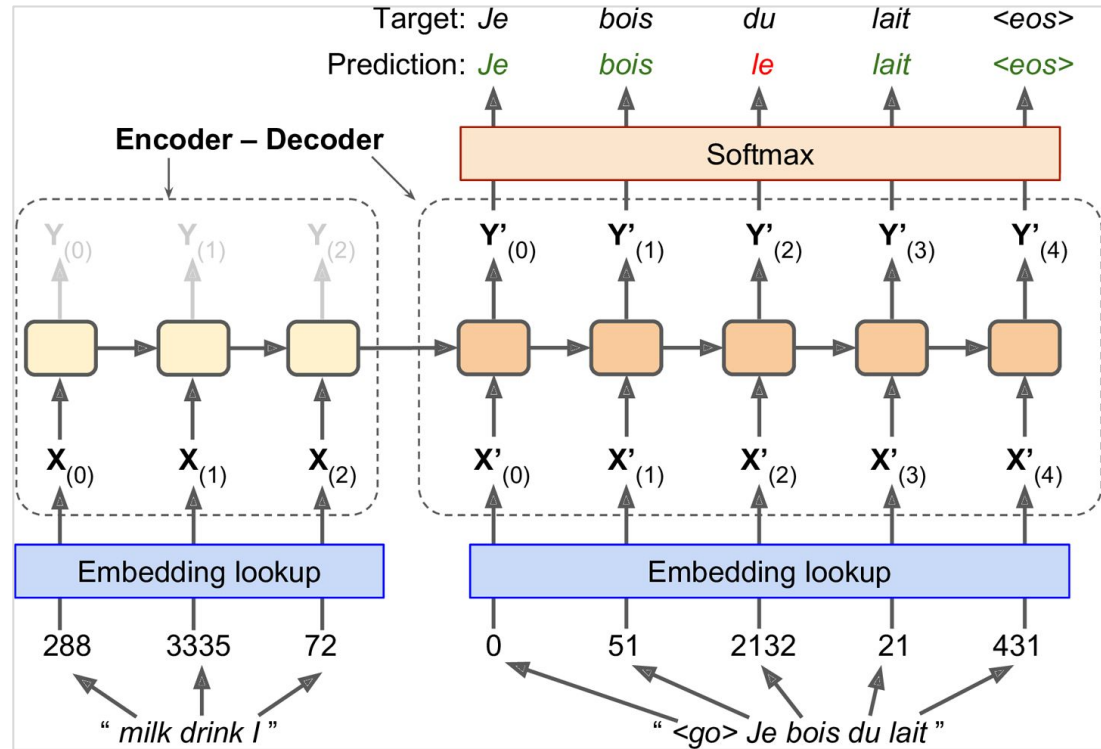 Target: Je bois du lait <eos>
Prediction: Je bois le lait <eos>
Encoder – Decoder
Softmax
Y(0) Y(1) Y(2) Y’(0) Y’(1) Y’(2) Y’(3) Y’(4)
X(0) X(1) X(2) X’(0) X’(1) X’(2) X’(3) X’(4)
Embedding lookup Embedding lookup
288 3335 72 0 51 2132 21 431
“ milk drink I ” “ <go> Je bois du lait ”